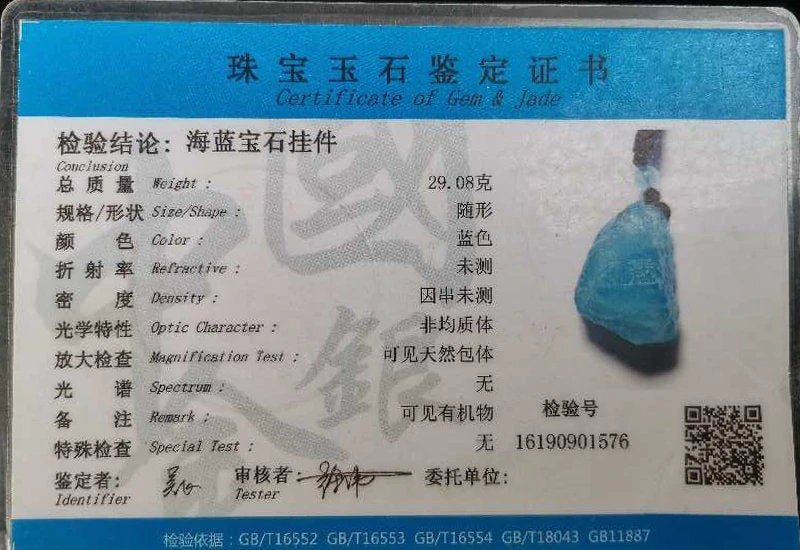 珠宝玉石鉴定证书
Certificate of Gem & Jade
检验结论: 海蓝宝石挂件
Conclusion
总质量 Weight : 29.08克
规格/形状 Size/Shape : 随形
颜色 Color : 蓝色
折射率 Refractive : 未测
密度 Density : 因串未测
光学特性 Optic Character : 非均质体
放大检查 Magnification Test : 可见天然包体
光谱 Spectrum : 无
备注 Remark : 可见有机物
特殊检查 Special Test : 无
检验号
16190901576
鉴定者: 审核者: 委托单位:
Identifier Tester
检验依据: GB/T16552 GB/T16553 GB/T16554 GB/T18043 GB11887